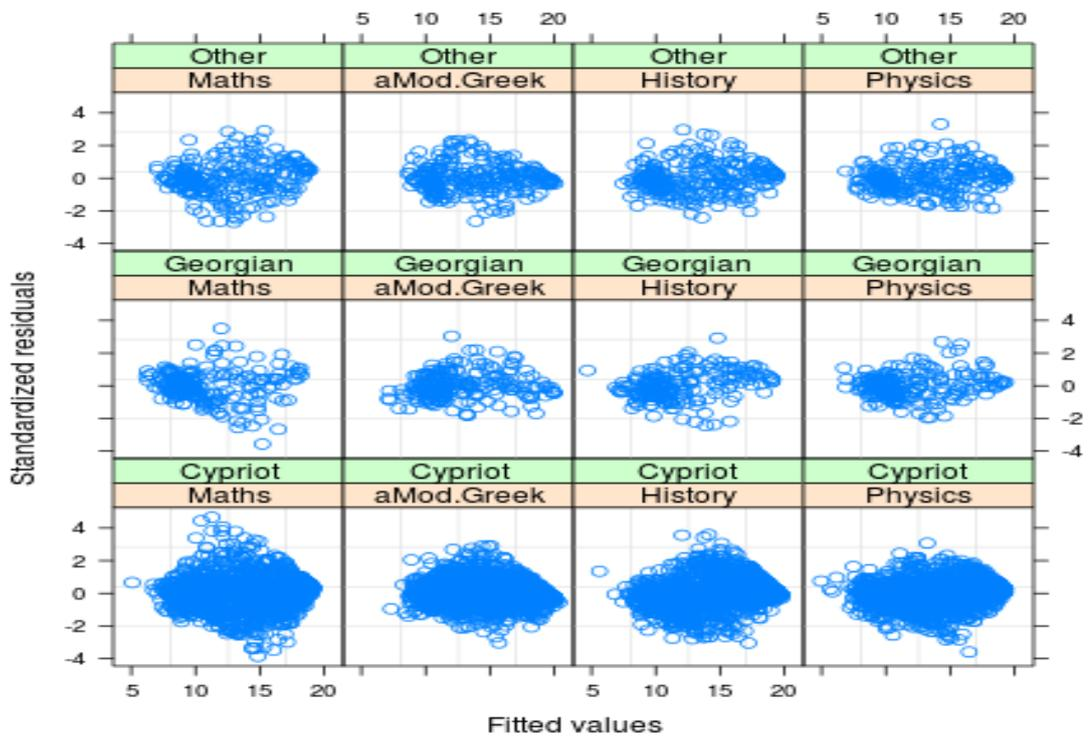 5 10 15 20 5 10 15 20
Other Other Other Other
Maths aMod.Greek History Physics
4
2
0
-2
-4
Georgian Georgian Georgian Georgian
Maths aMod.Greek History Physics
4
2
0
-2
-4
Standardized residuals
Cypriot Cypriot Cypriot Cypriot
Maths aMod.Greek History Physics
4
2
0
-2
-4
5 10 15 20 5 10 15 20
Fitted values